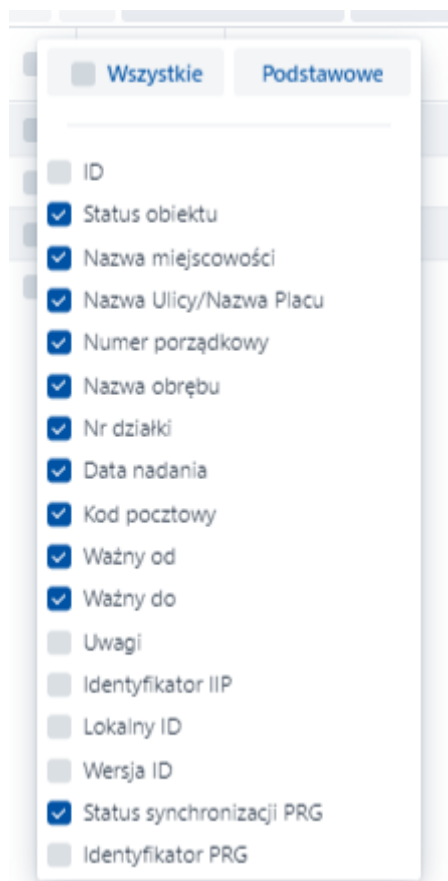 Wszystkie Podstawowe
ID
Status obiektu
Nazwa miejscowości
Nazwa Ulicy/Nazwa Placu
Numer porządkowy
Nazwa obrębu
Nr działki
Data nadania
Kod pocztowy
Ważny od
Ważny do
Uwagi
Identyfikator IIP
Lokalny ID
Wersja ID
Status synchronizacji PRG
Identyfikator PRG